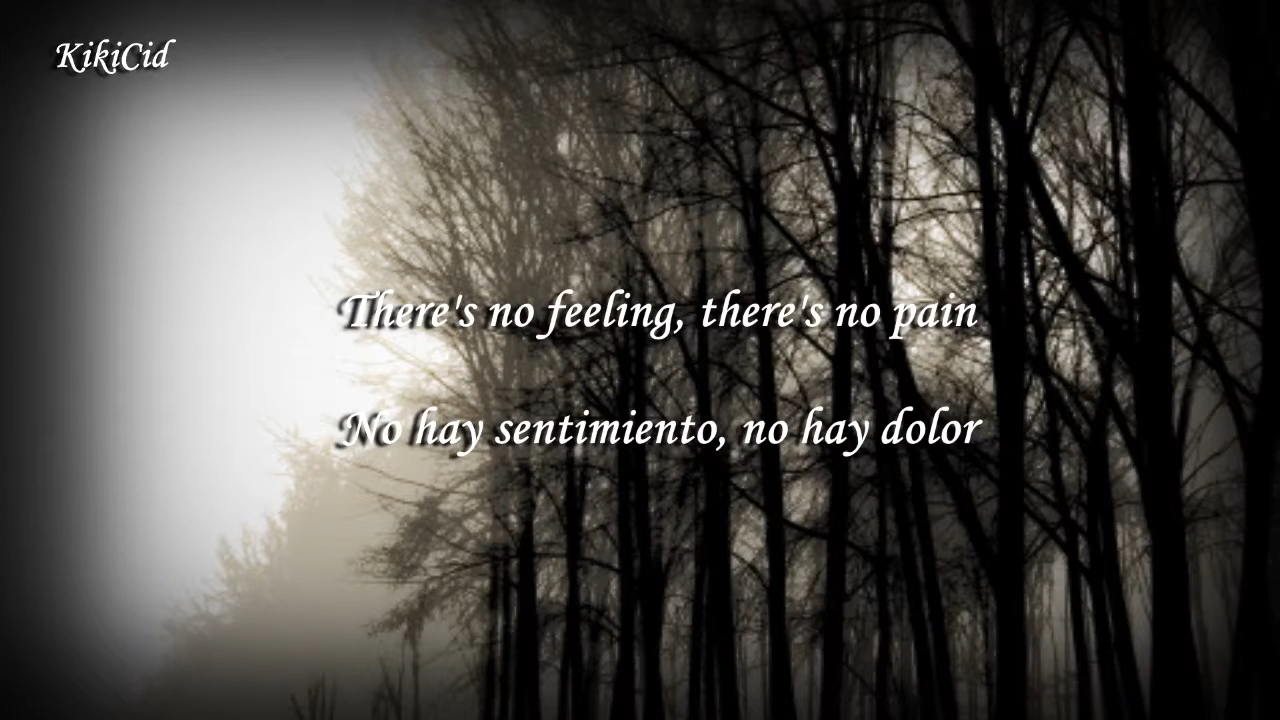 KikiCid
There's no feeling, there's no pain
No hay sentimiento, no hay dolor